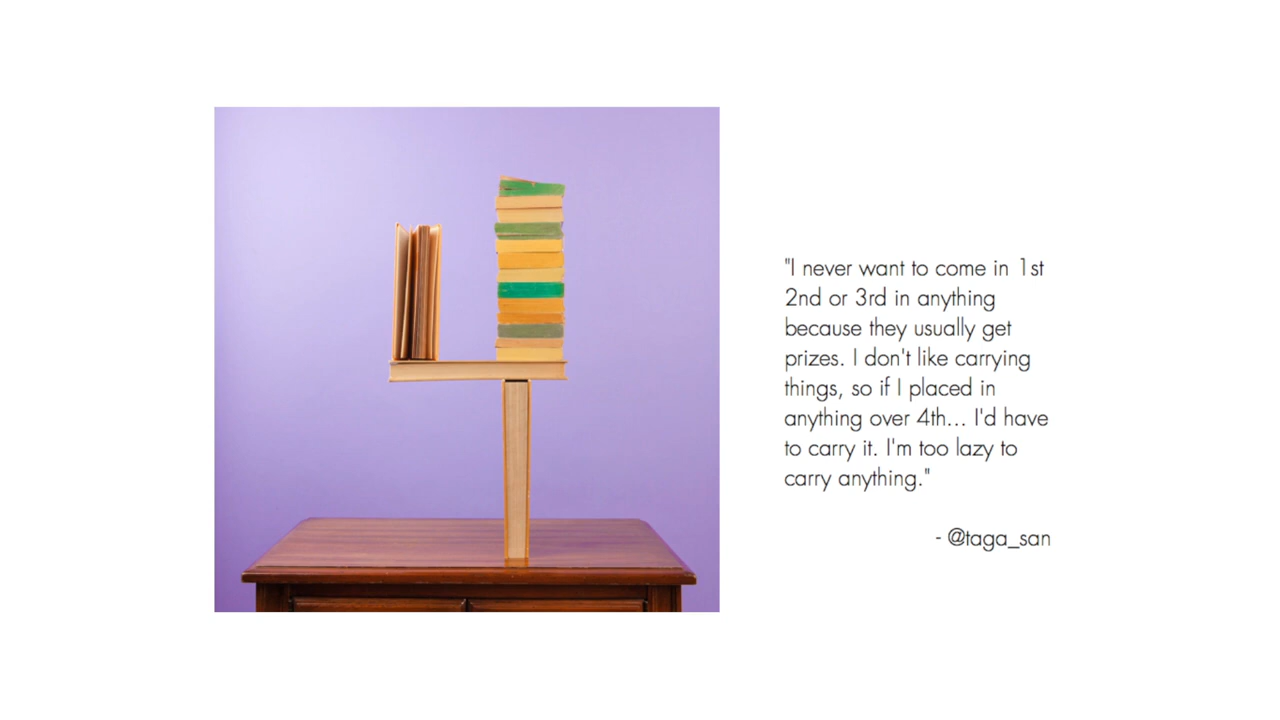 "I never want to come in 1st
2nd or 3rd in anything
because they usually get
prizes. I don't like carrying
things, so if I placed in
anything over 4th... I'd have
to carry it. I'm too lazy to
carry anything."
- @taga_san